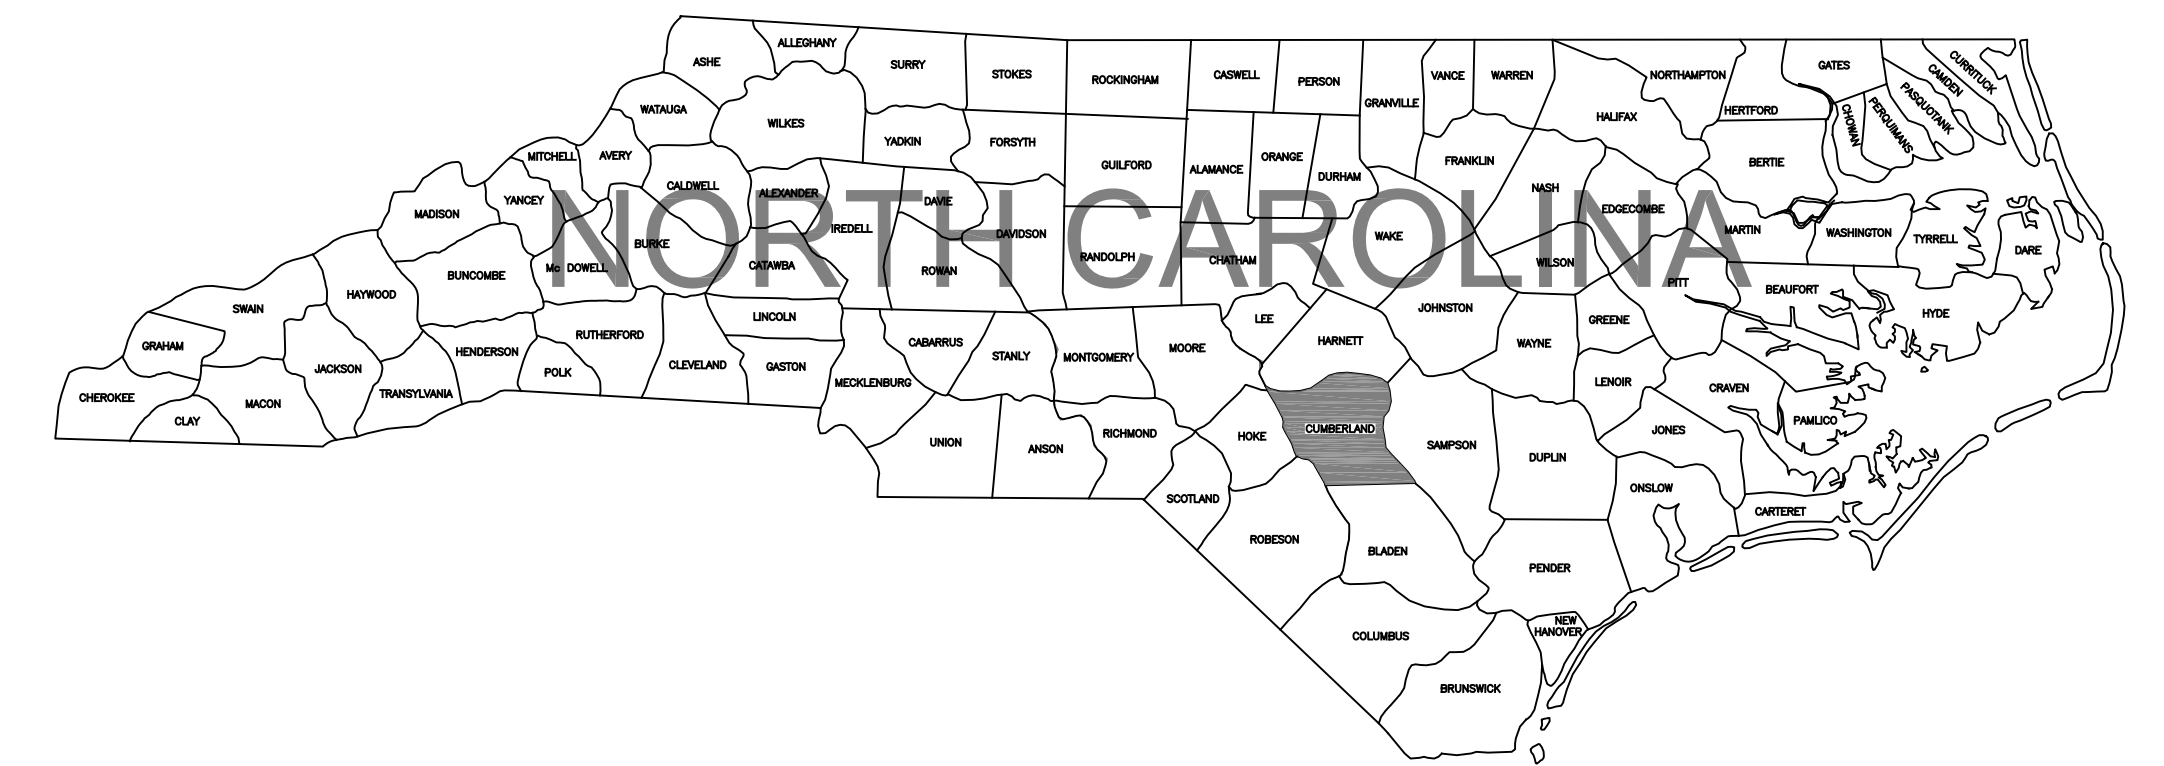 ALLEGHANY
ASHE
SURRY
STOKES
ROCKINGHAM
CASWELL
PERSON
VANCE
WARREN
NORTHAMPTON
GATES
CURRITUCK
CAMDEN
PASQUOTANK
PERQUIMANS
CHOWAN
HERTFORD
GRANVILLE
HALIFAX
WATAUGA
WILKES
YADKIN
FORSYTH
GUILFORD
ALAMANCE
ORANGE
DURHAM
FRANKLIN
BERTIE
MITCHELL
AVERY
CALDWELL
ALEXANDER
DAVIE
NASH
EDGECOMBE
NORTH CAROLINA
MADISON
YANCEY
BURKE
IREDELL
DAVIDSON
WAKE
MARTIN
WASHINGTON
TYRRELL
DARE
BUNCOMBE
Mc DOWELL
CATAWBA
ROWAN
RANDOLPH
CHATHAM
WILSON
PITT
BEAUFORT
HYDE
SWAIN
HAYWOOD
LINCOLN
LEE
JOHNSTON
GREENE
GRAHAM
JACKSON
HENDERSON
RUTHERFORD
POLK
CLEVELAND
GASTON
CABARRUS
STANLY
MONTGOMERY
MOORE
HARNETT
WAYNE
LENOIR
CRAVEN
PAMLICO
CHEROKEE
CLAY
MACON
TRANSYLVANIA
MECKLENBURG
UNION
ANSON
RICHMOND
HOKE
CUMBERLAND
SAMPSON
DUPLIN
JONES
ONSLOW
CARTERET
SCOTLAND
ROBESON
BLADEN
PENDER
COLUMBUS
NEW
HANOVER
BRUNSWICK